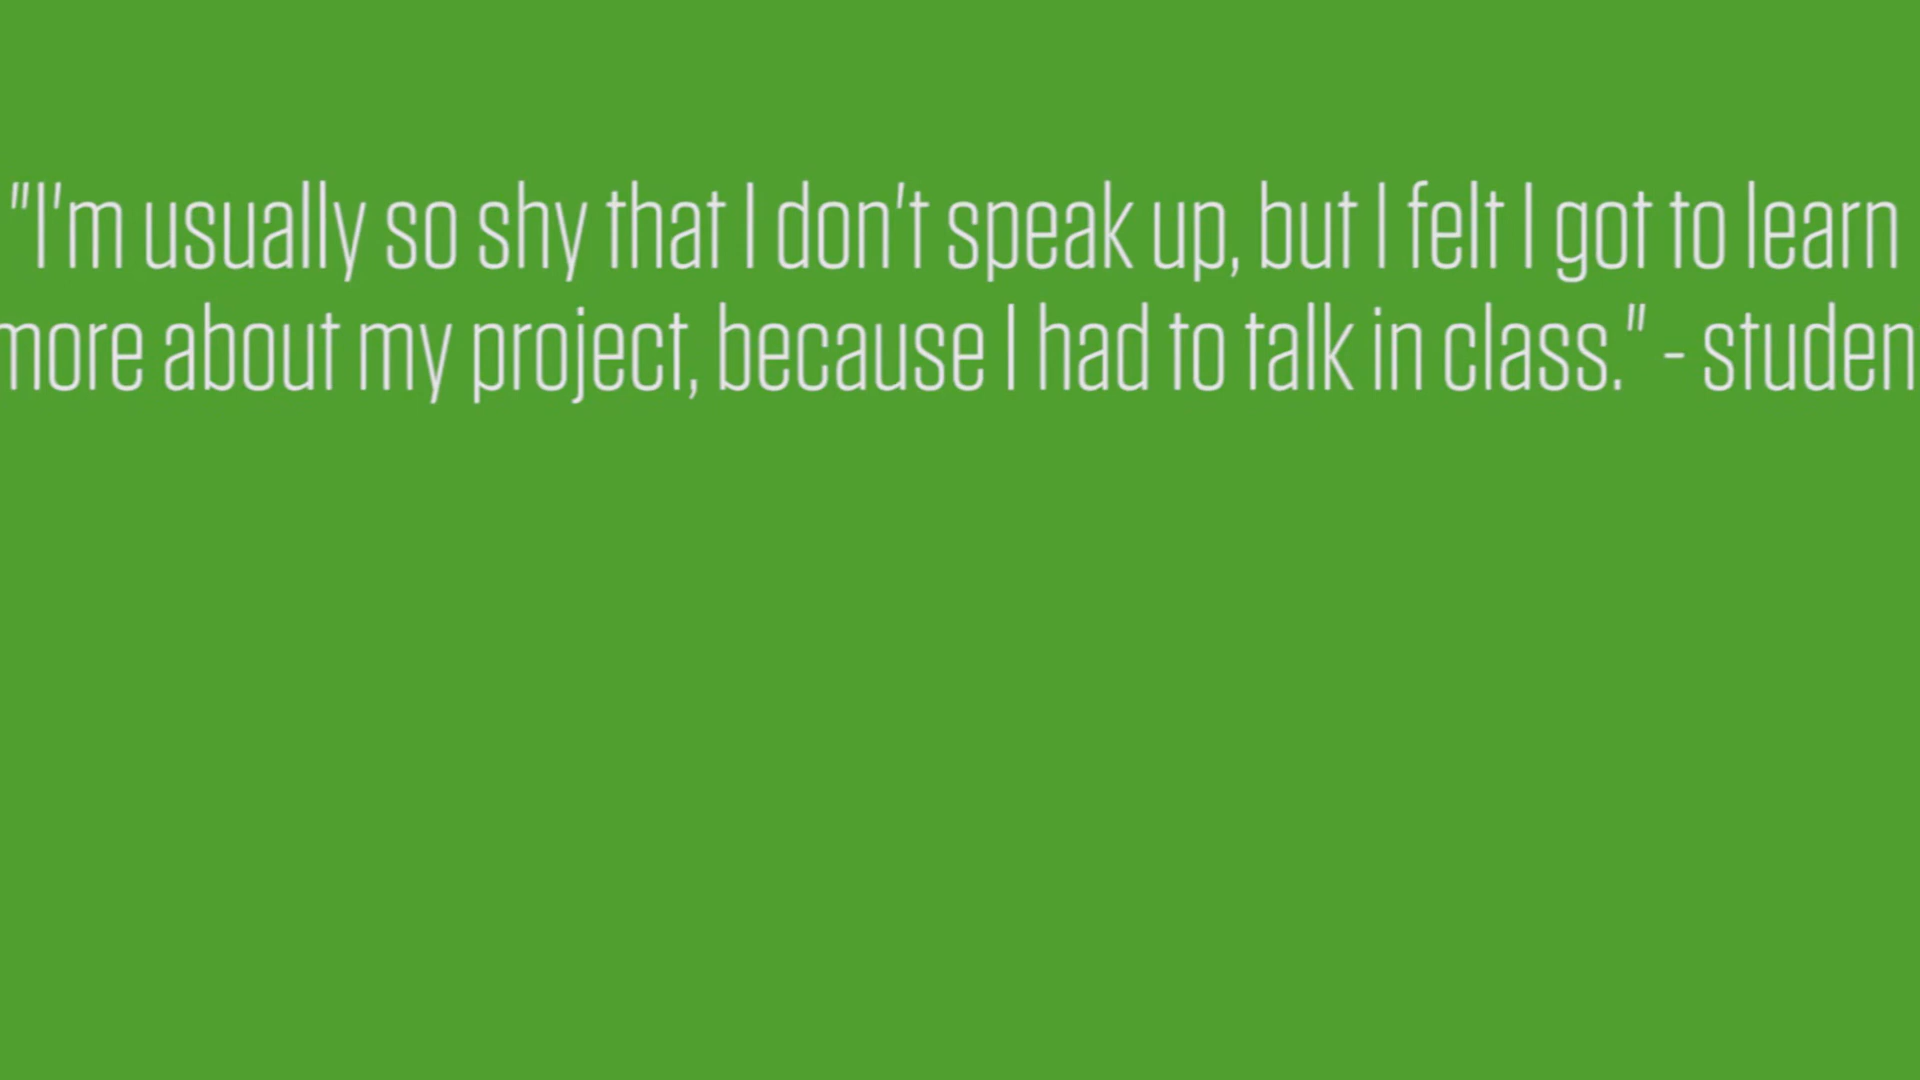 "I'm usually so shy that I don't speak up, but I felt I got to learn
more about my project, because I had to talk in class." - studen